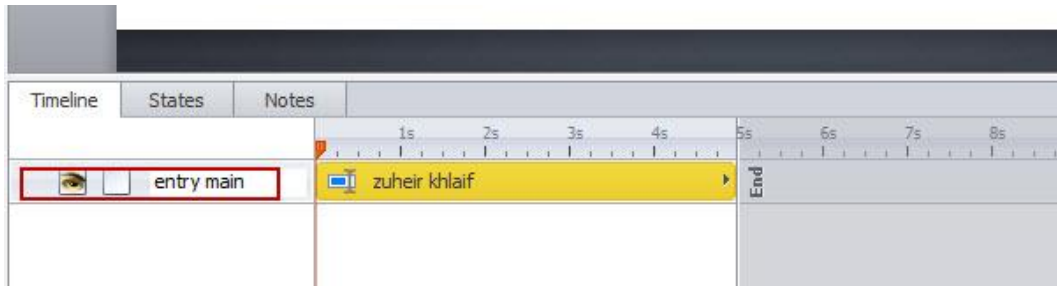 Timeline States Notes
1s 2s 3s 4s 5s 6s 7s 8s
entry main zuheir khlaif End